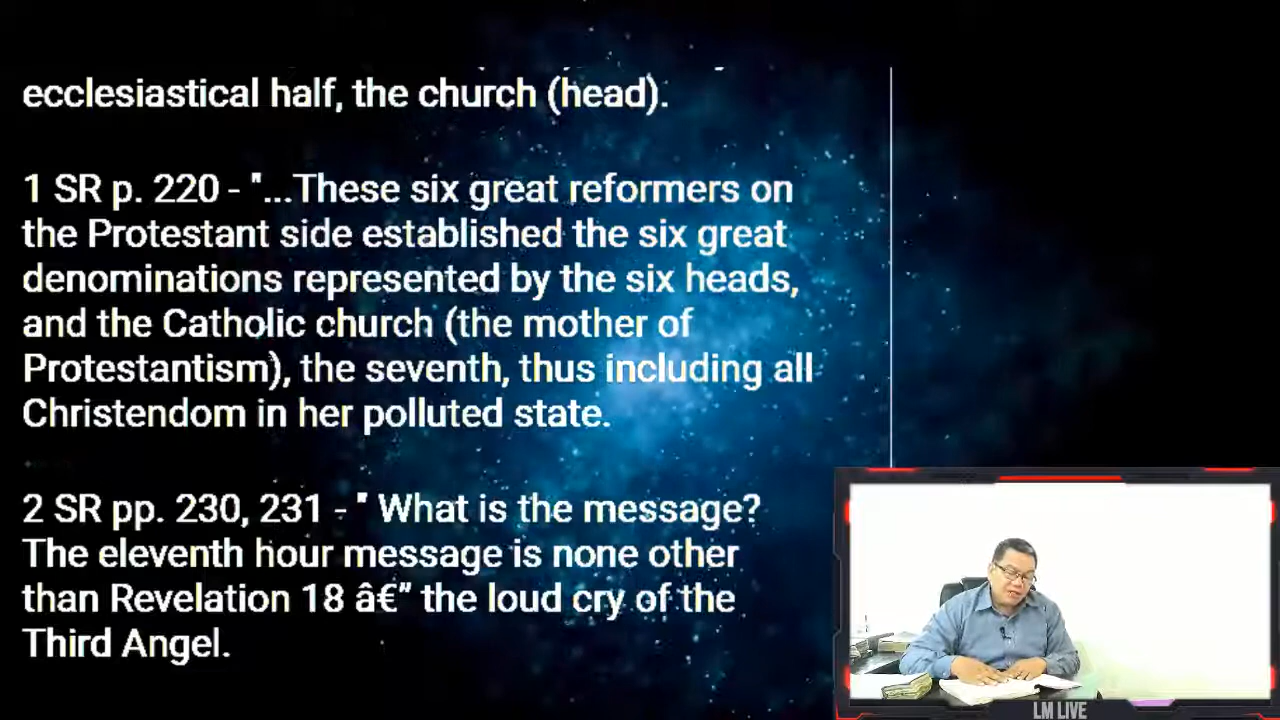 ecclesiastical half, the church (head).
1 SR p. 220 - "...These six great reformers on
the Protestant side established the six great
denominations represented by the six heads,
and the Catholic church (the mother of
Protestantism), the seventh, thus including all
Christendom in her polluted state.
2 SR pp. 230, 231 - " What is the message?
The eleventh hour message is none other
than Revelation 18 â€” the loud cry of the
Third Angel.
LM LIVE